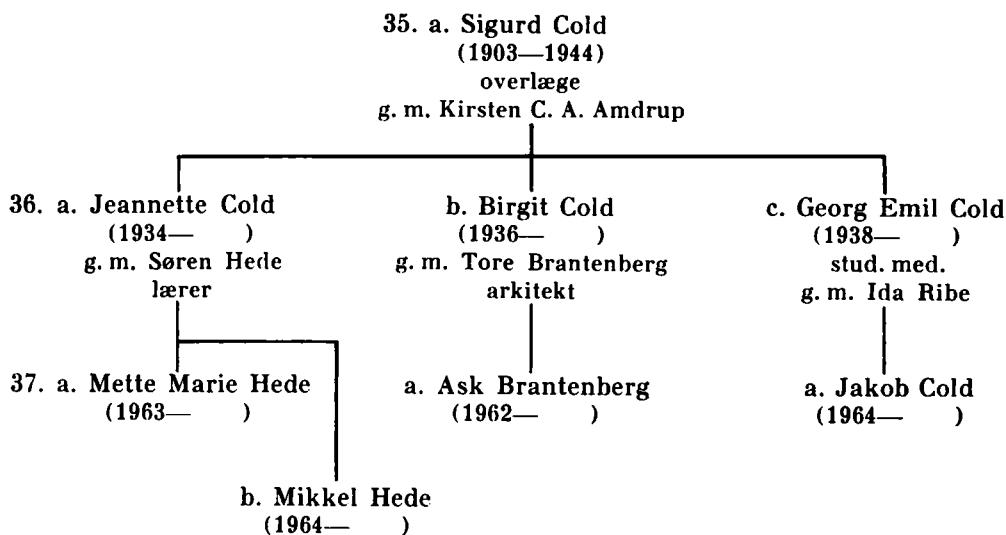 35. a. Sigurd Cold
(1903—1944)
overlæge
g. m. Kirsten C. A. Amdrup
36. a. Jeannette Cold
(1934— )
g. m. Søren Hede
lærer
b. Birgit Cold
(1936— )
g. m. Tore Brantenberg
arkitekt
c. Georg Emil Cold
(1938— )
stud. med.
g. m. Ida Ribe
37. a. Mette Marie Hede
(1963— )
a. Ask Brantenberg
(1962— )
a. Jakob Cold
(1964— )
b. Mikkel Hede
(1964— )